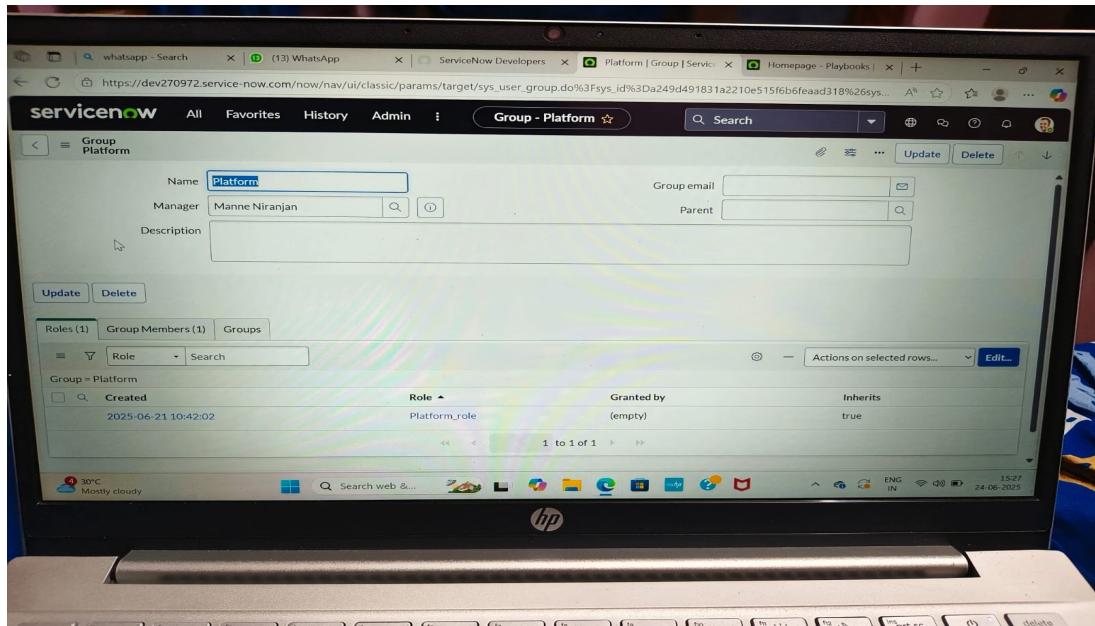 whatsapp - Search
(13) WhatsApp
ServiceNow Developers
Platform | Group | Servic
Homepage - Playbooks |
https://dev270972.service-now.com/now/nav/ui/classic/params/target/sys_user_group.do%3Fsys_id%3Da249d491831a2210e515f6b6feaad318%26sys...
servicenow All Favorites History Admin Group - Platform Search
Group
Platform
Update Delete
Name Platform
Group email
Manager Manne Niranjan
Parent
Description
Update Delete
Roles (1) Group Members (1) Groups
Role Search Actions on selected rows... Edit...
Group = Platform
Created Role Granted by Inherits
2025-06-21 10:42:02 Platform_role (empty) true
1 to 1 of 1
4 30°C
Mostly cloudy
Search web &...
ENG
IN
15:27
24-06-2025
hp
delete